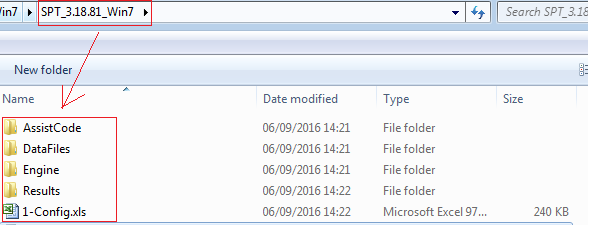 Win7 SPT_3.18.81_Win7 Search SPT_3.18.81_W
New folder
Name Date modified Type Size
AssistCode 06/09/2016 14:21 File folder
DataFiles 06/09/2016 14:21 File folder
Engine 06/09/2016 14:21 File folder
Results 06/09/2016 14:22 File folder
1-Config.xls 06/09/2016 14:22 Microsoft Excel 97... 240 KB